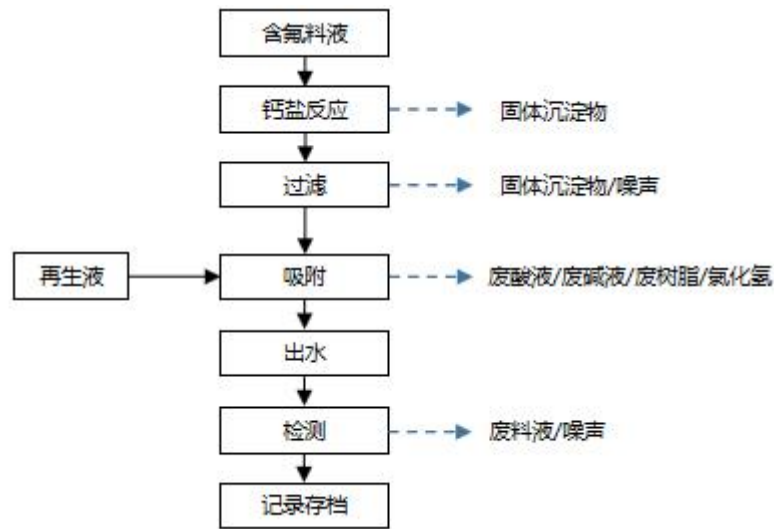 含氟料液
钙盐反应
固体沉淀物
过滤
固体沉淀物/噪声
再生液
吸附
废酸液/废碱液/废树脂/氯化氢
出水
检测
废料液/噪声
记录存档